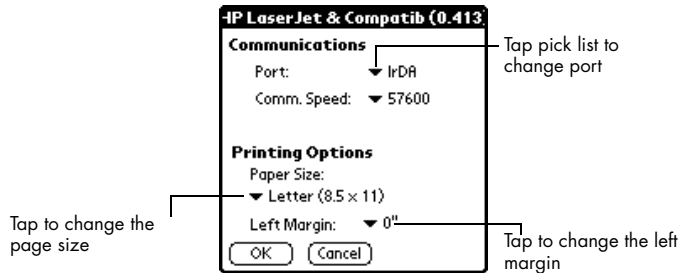 HP LaserJet & Compatib (0.413
Communications
Port: IrDA
Comm. Speed: 57600
Printing Options
Paper Size:
Letter (8.5 x 11)
Left Margin: 0"
OK Cancel
Tap pick list to
change port
Tap to change the
page size
Tap to change the left
margin